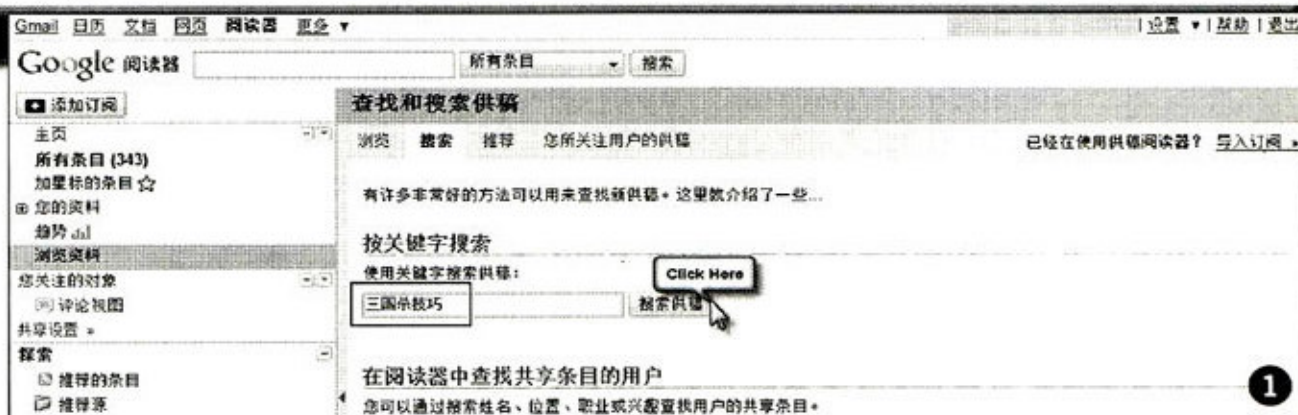 Gmail 日历 文档 网页 阅读器 更多 ▼
| 设置 ▼ | 帮助 | 退出
Google 阅读器 所有条目 搜索
添加订阅
主页
所有条目 (343)
加星标的条目
您的资料
趋势
浏览资料
您关注的对象
评论视图
共享设置 »
探索
推荐的条目
推荐源
查找和搜索供稿
浏览 搜索 推荐 您所关注用户的供稿
已经在使用供稿阅读器? 导入订阅 »
有许多非常好的方法可以用来查找新供稿。这里就介绍了一些...
按关键字搜索
使用关键字搜索供稿:
Click Here
三国杀技巧 搜索供稿
在阅读器中查找共享条目的用户
您可以通过搜索姓名、位置、职业或兴趣查找用户的共享条目。
1